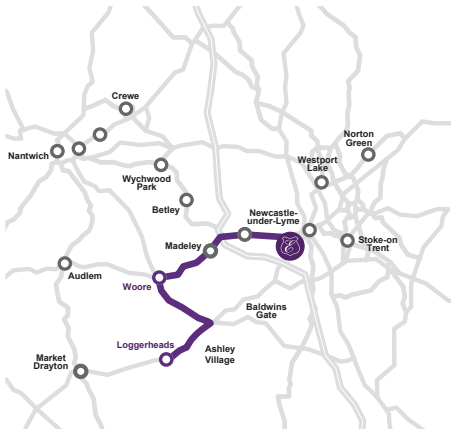 Crewe
Norton
Green
Nantwich
Westport
Lake
Wychwood
Park
Betley
Newcastle-
under-Lyme
Stoke-on
Trent
Madeley
Audlem
Woore
Baldwins
Gate
Loggerheads
Ashley
Village
Market
Drayton
E